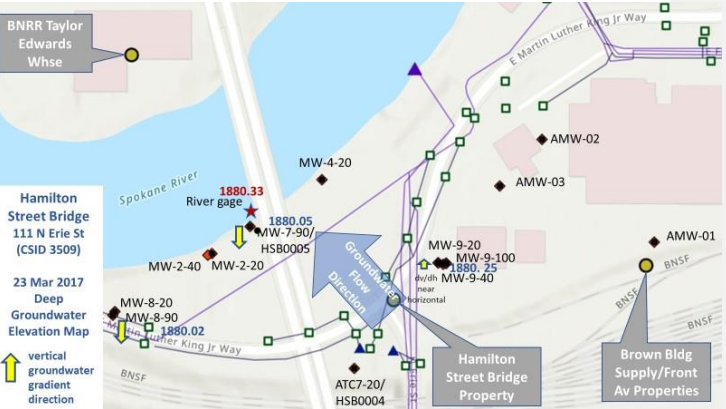 BNRR Taylor
Edwards
Whse
E Martin Luther King Jr Way
AMW-02
MW-4-20
AMW-03
Spokane River
1880.33
River gage
1880.05
MW-7-90/
HSB0005
Hamilton
Street Bridge
111 N Erie St
(CSID 3509)
23 Mar 2017
Deep
Groundwater
Elevation Map
vertical
groundwater
gradient
direction
MW-2-40
MW-2-20
Groundwater
Flow
Direction
MW-9-20
MW-9-100
1880. 25
MW-9-40
dv/dh
near
horizontal
AMW-01
BNSF
BNSF
BNSF
MW-8-20
MW-8-90
1880.02
Martin Luther King Jr Way
BNSF
ATC7-20/
HSB0004
Erie St
Hamilton
Street Bridge
Property
Brown Bldg
Supply/Front
Av Properties